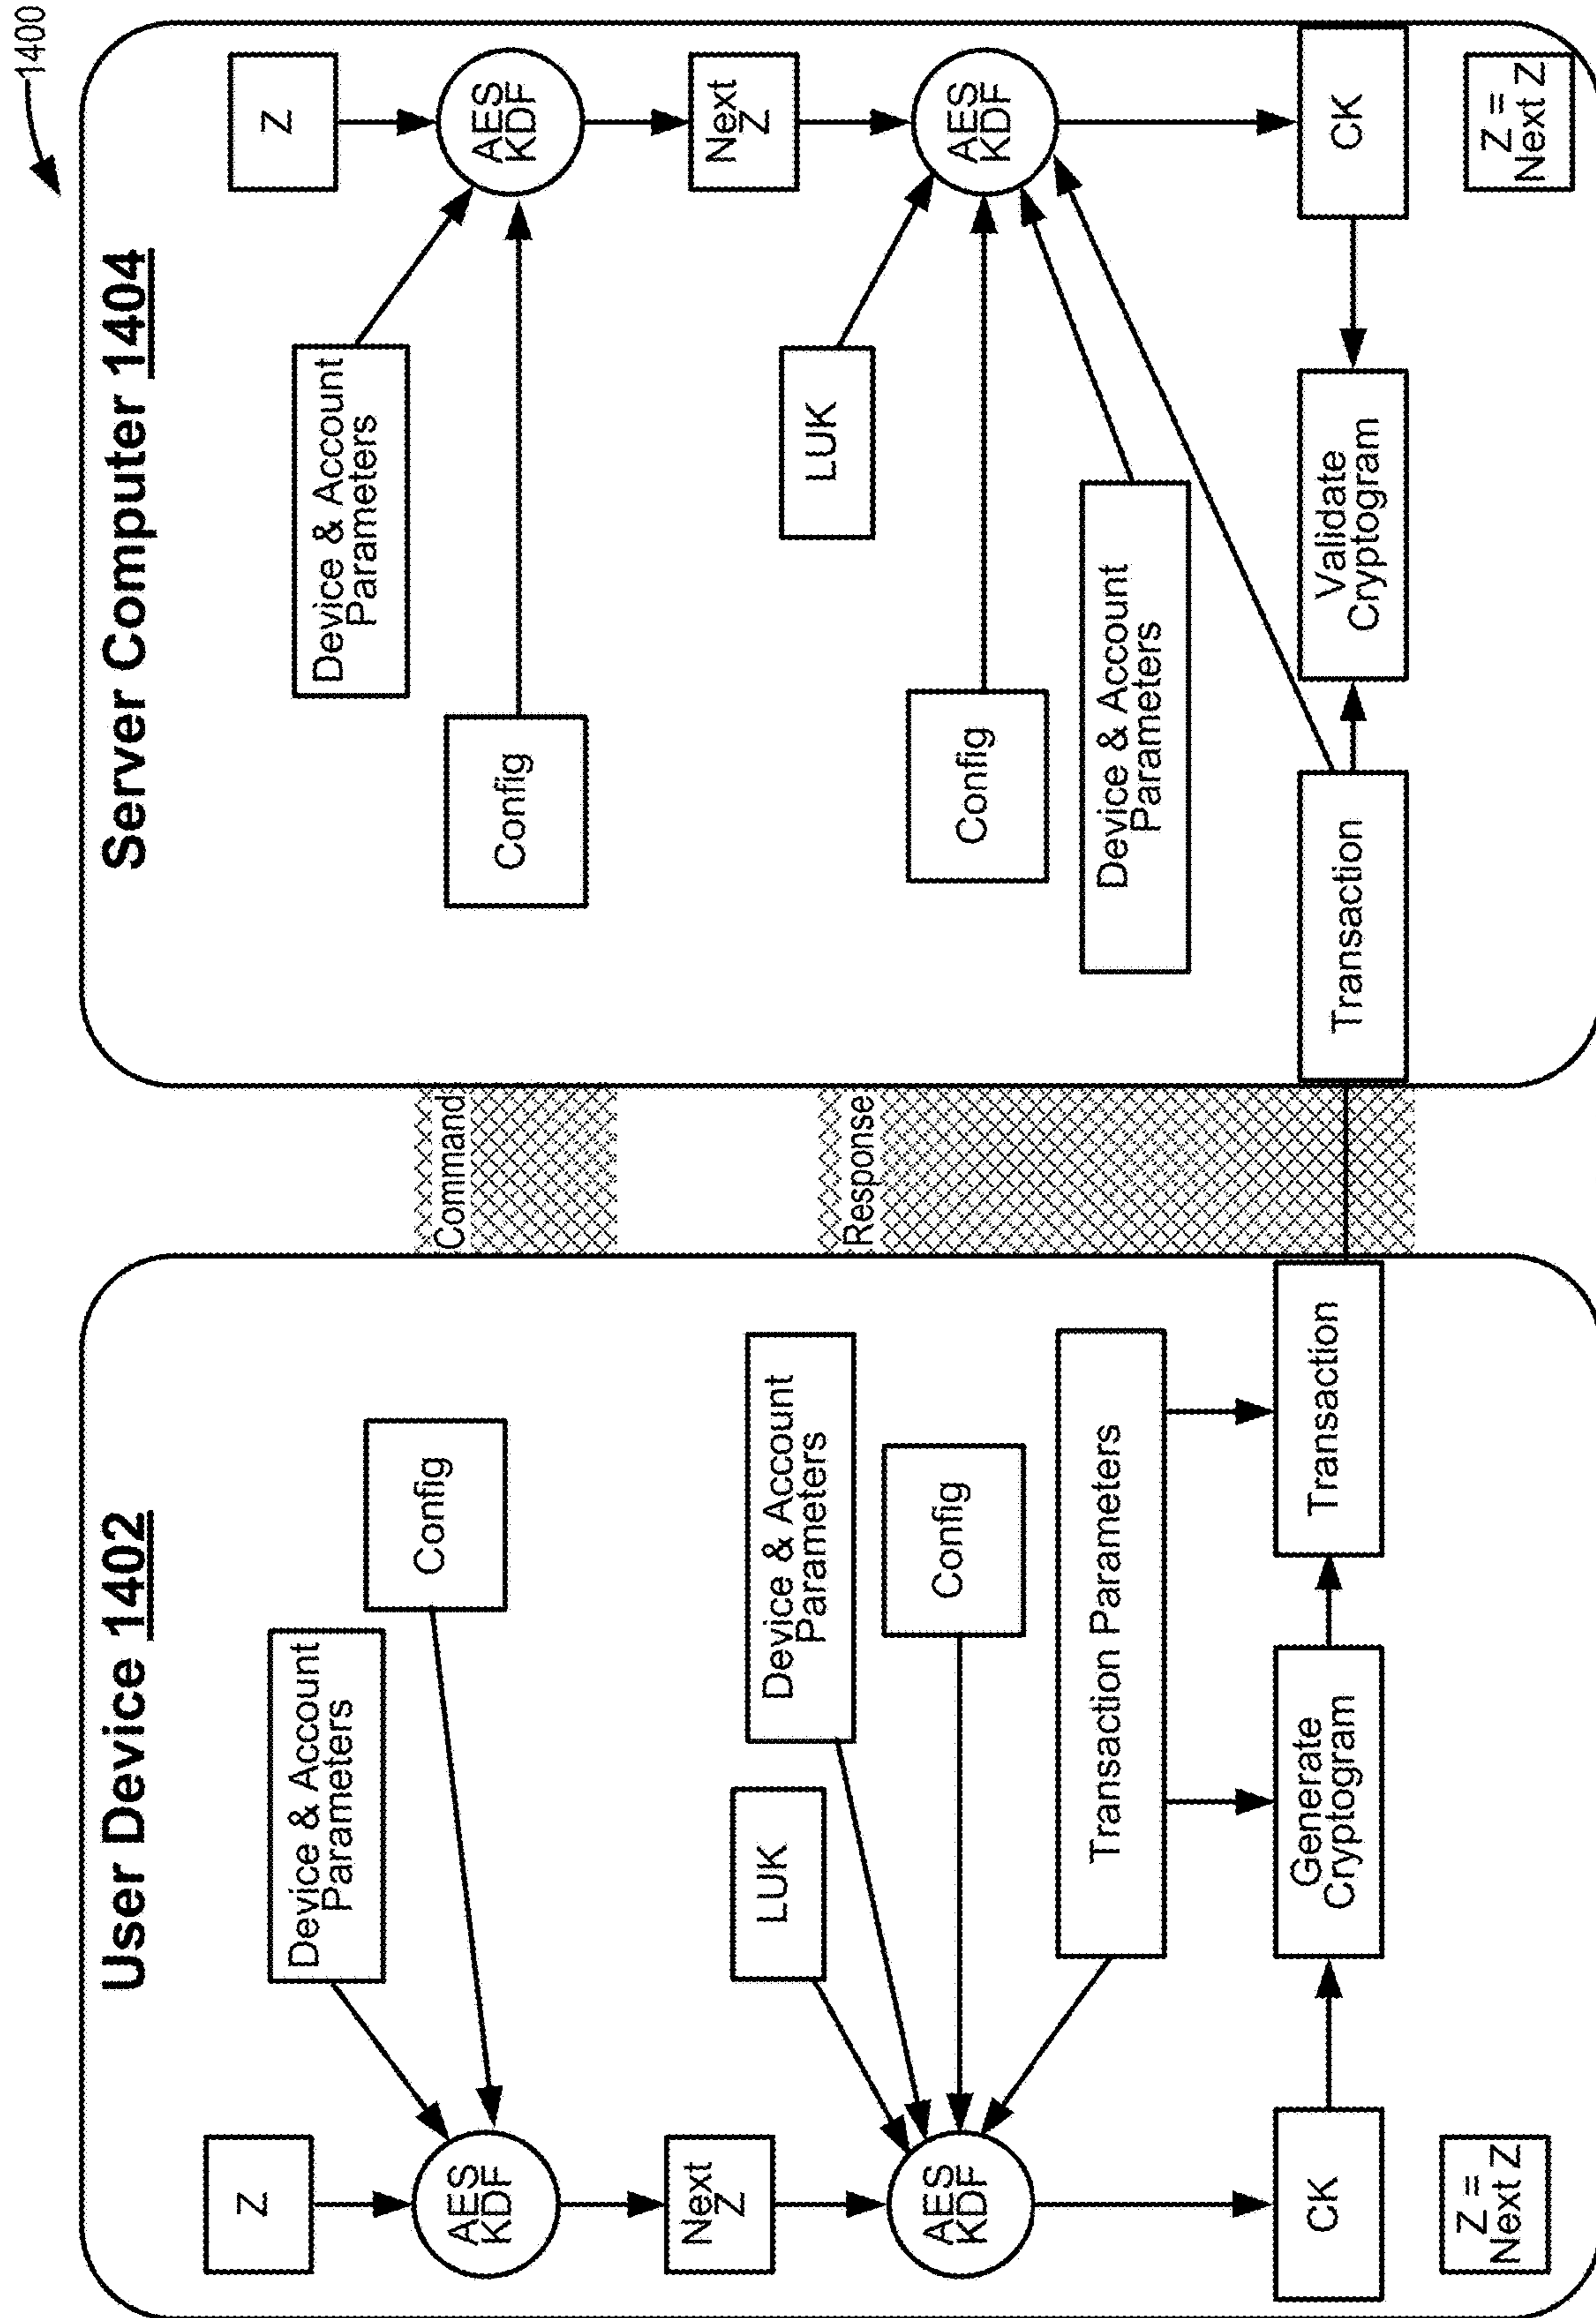 1400
User Device 1402
Z
Device & Account
Parameters
Config
AES
KDF
Next
Z
LUK
Device & Account
Parameters
Config
AES
KDF
Transaction Parameters
CK
Generate
Cryptogram
Transaction
Z =
Next Z
Command
Response
Server Computer 1404
Z
Device & Account
Parameters
AES
KDF
Config
Next
Z
LUK
AES
KDF
Config
Device & Account
Parameters
Transaction
Validate
Cryptogram
CK
Z =
Next Z